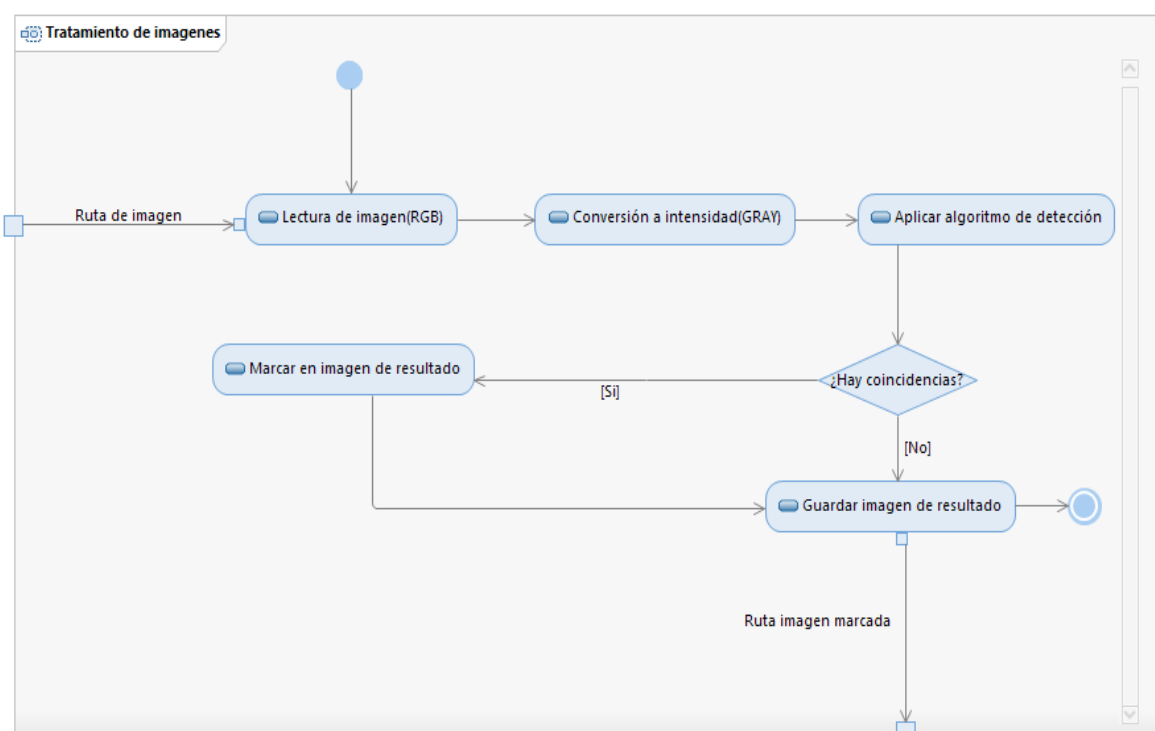 Tratamiento de imagenes
Ruta de imagen
Lectura de imagen(RGB)
Conversión a intensidad(GRAY)
Aplicar algoritmo de detección
Marcar en imagen de resultado
[Si]
¿Hay coincidencias?
[No]
Guardar imagen de resultado
Ruta imagen marcada